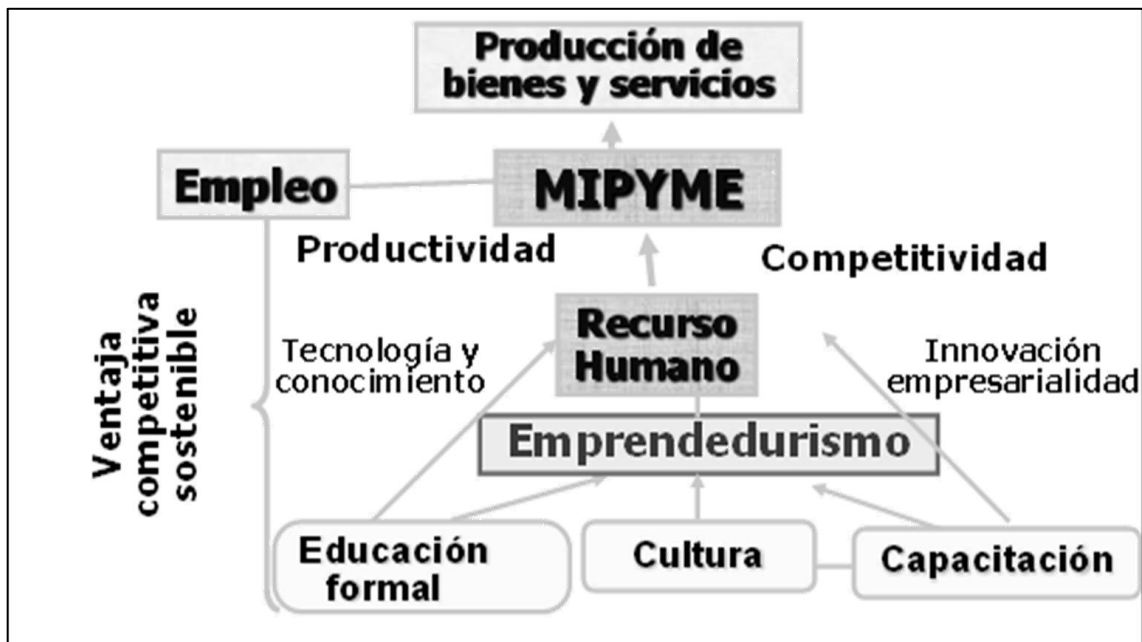 Producción de
bienes y servicios
Empleo
MIPYME
Productividad
Competitividad
Ventaja
competitiva
sostenible
Tecnología y
conocimiento
Recurso
Humano
Innovación
empresarialidad
Emprendedurismo
Educación
formal
Cultura
Capacitación